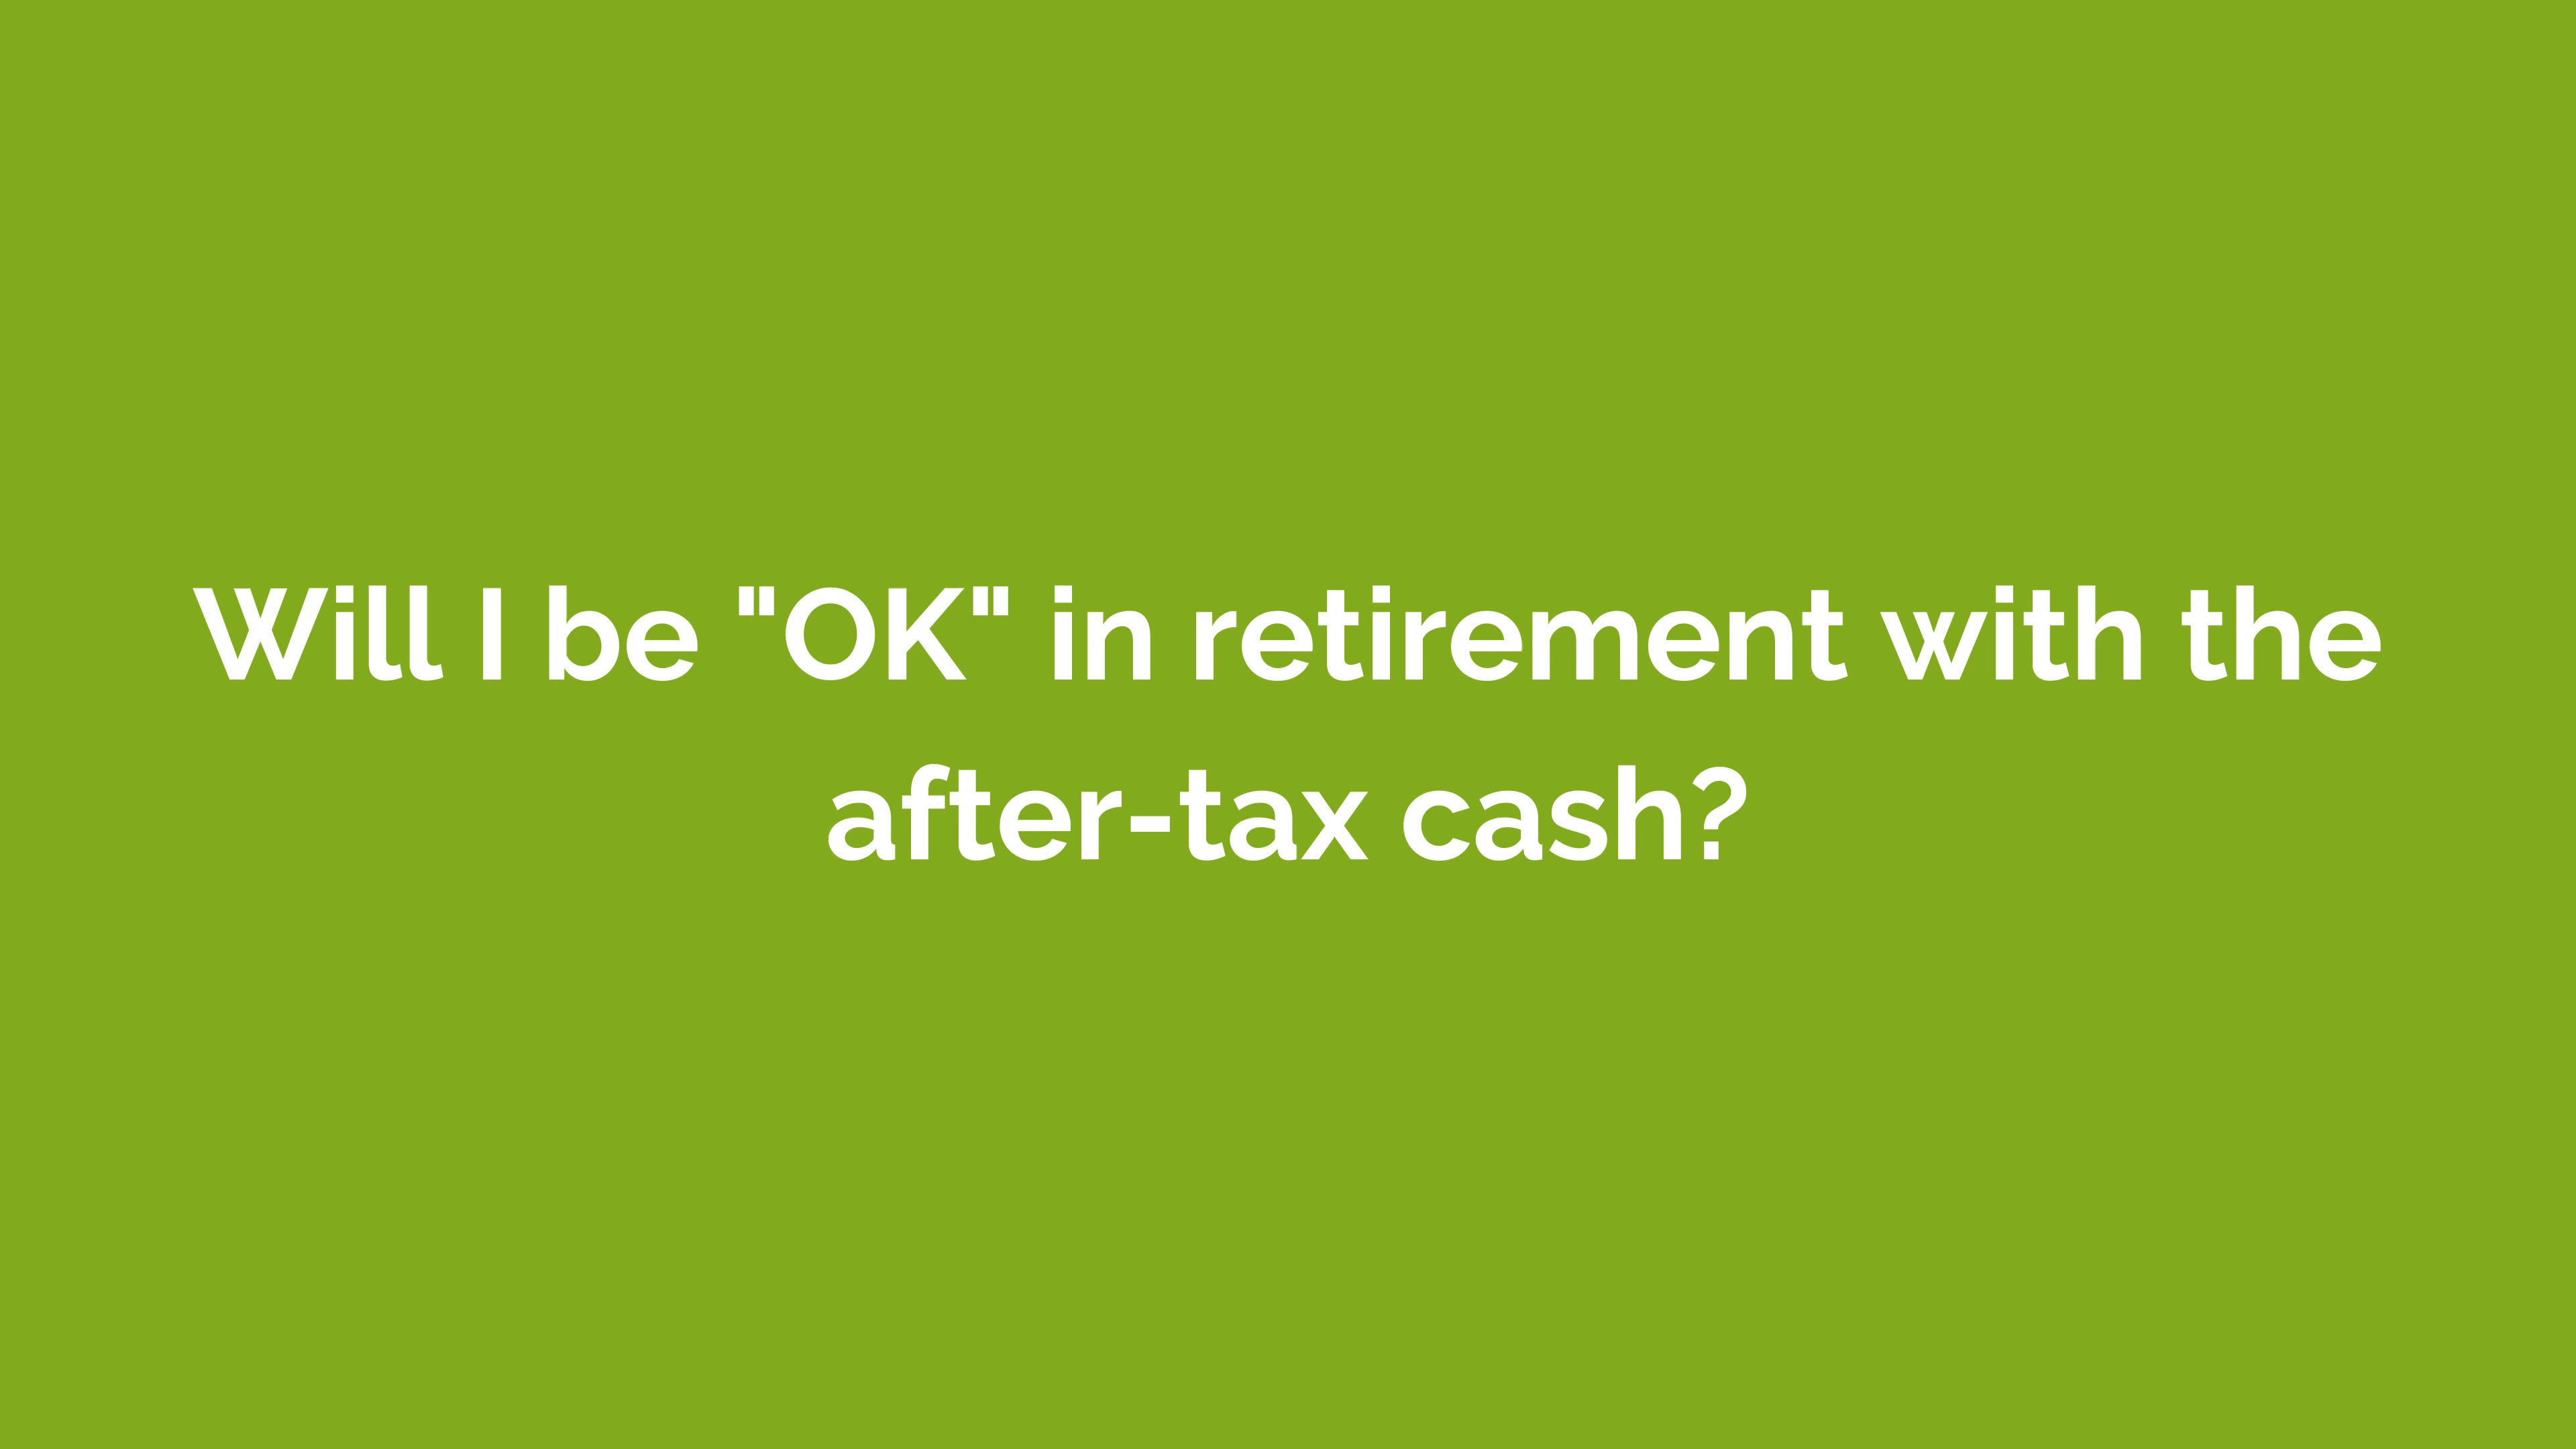 Will I be "OK" in retirement with the
after-tax cash?